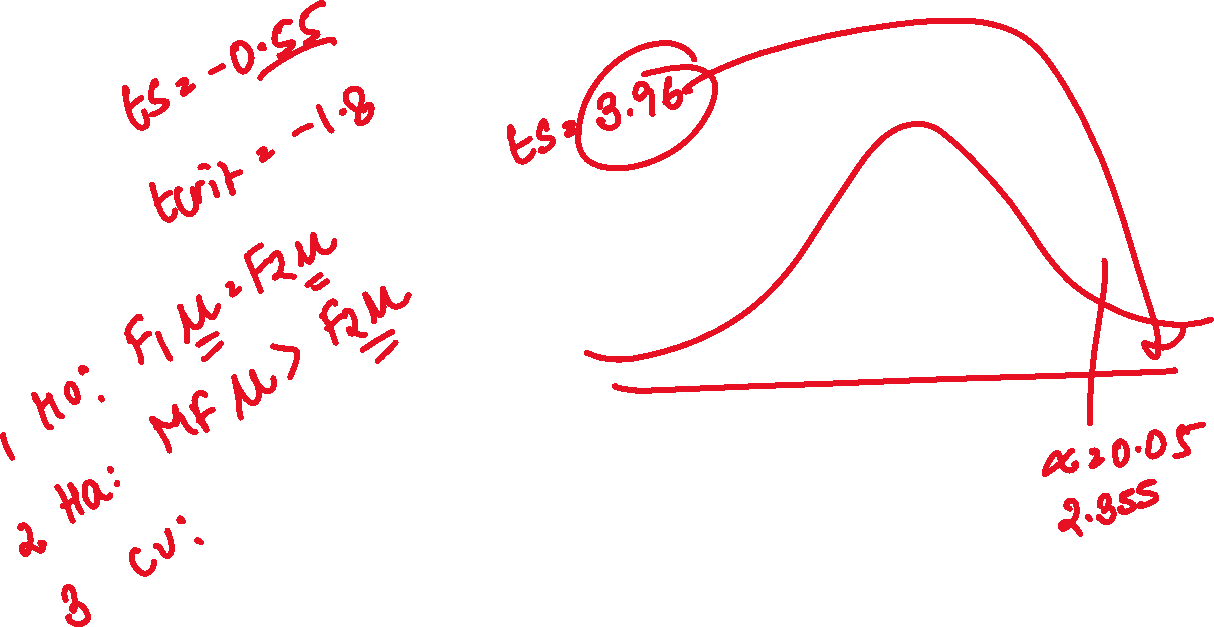 ts = -0.55
tcrit = -1.8
1 Ho: F1 μ = F2 μ
2 Ha: MF μ > F2 μ
3 CV:
ts = 3.96
α = 0.05
2.355